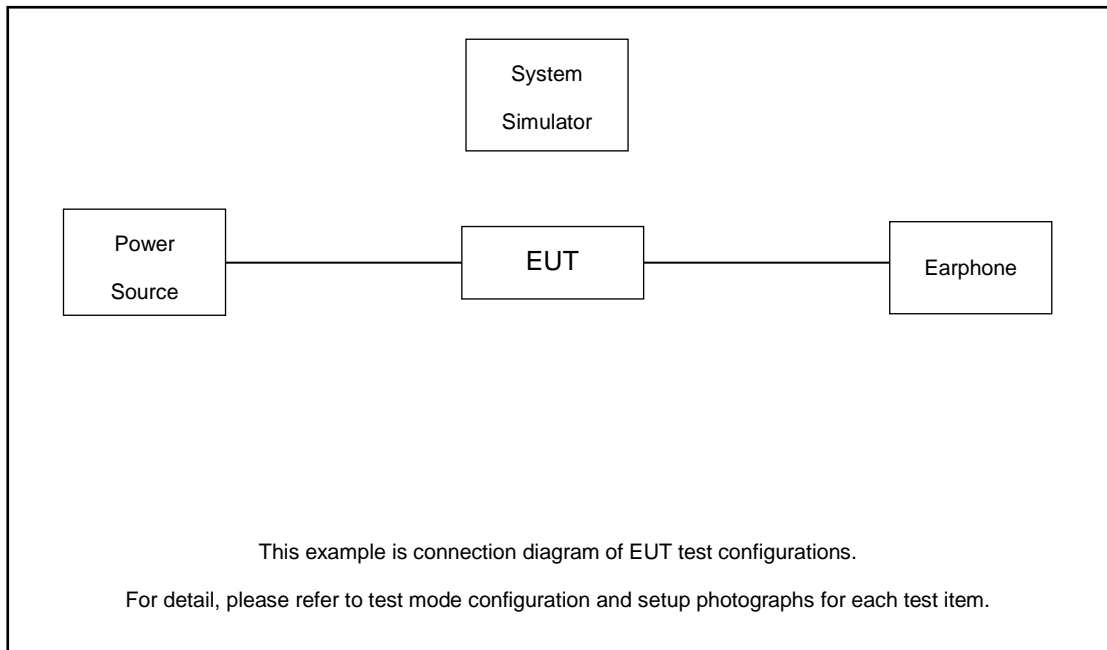 System
Simulator
Power
Source
EUT
Earphone
This example is connection diagram of EUT test configurations.
For detail, please refer to test mode configuration and setup photographs for each test item.